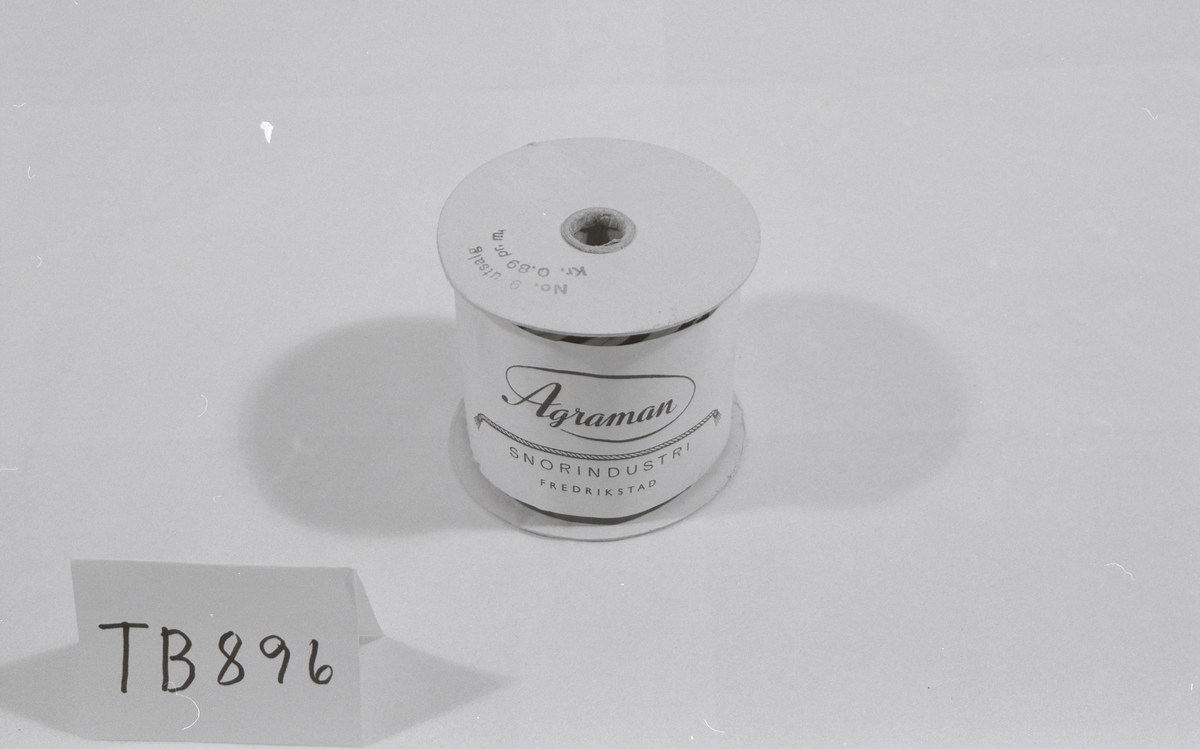 No. 9 utsalg
Kr. 0.89 pr. m
Agraman
SNORINDUSTRI
FREDRIKSTAD
TB896